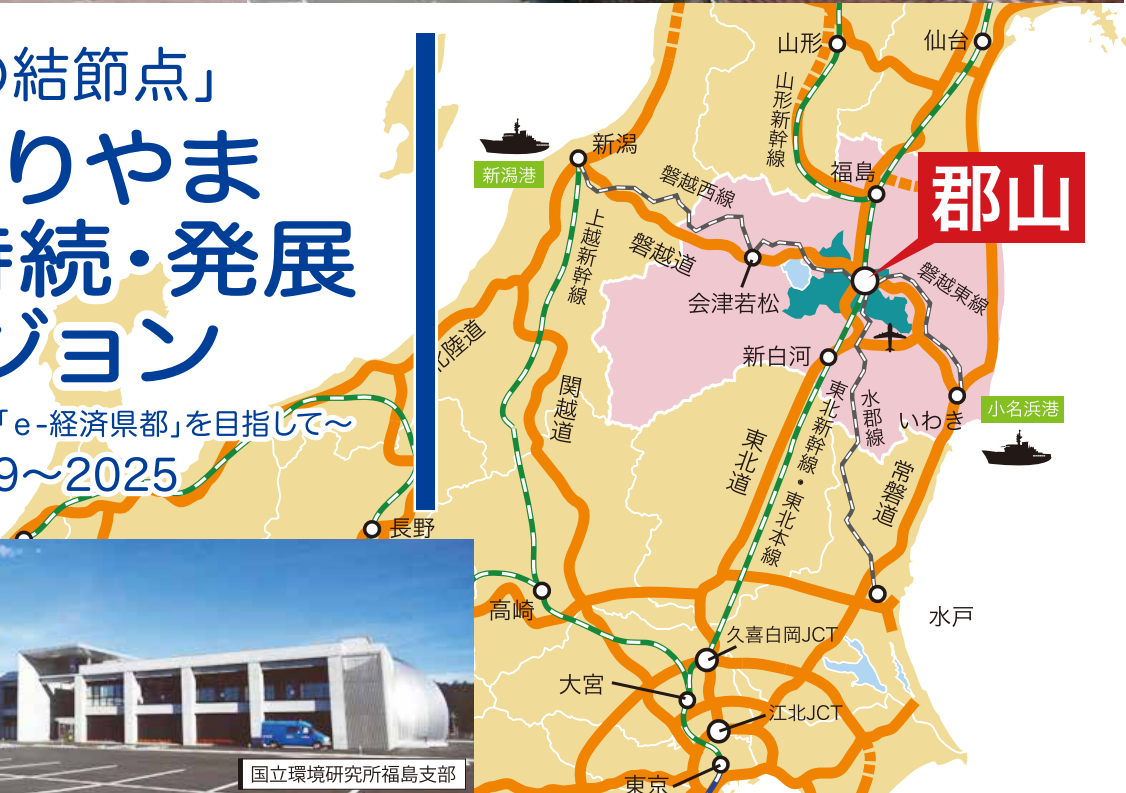 の結節点」
りやま
持続・発展
ジョン
「e-経済県都」を目指して～
9～2025
山形
仙台
山形新幹線
新潟
新潟港
福島
郡山
磐越西線
磐越道
上越新幹線
会津若松
磐越東線
新白河
北陸道
関越道
東北道
東北新幹線・東北本線
水郡線
いわき
小名浜港
常磐道
長野
高崎
水戸
久喜白岡JCT
大宮
江北JCT
東京
国立環境研究所福島支部